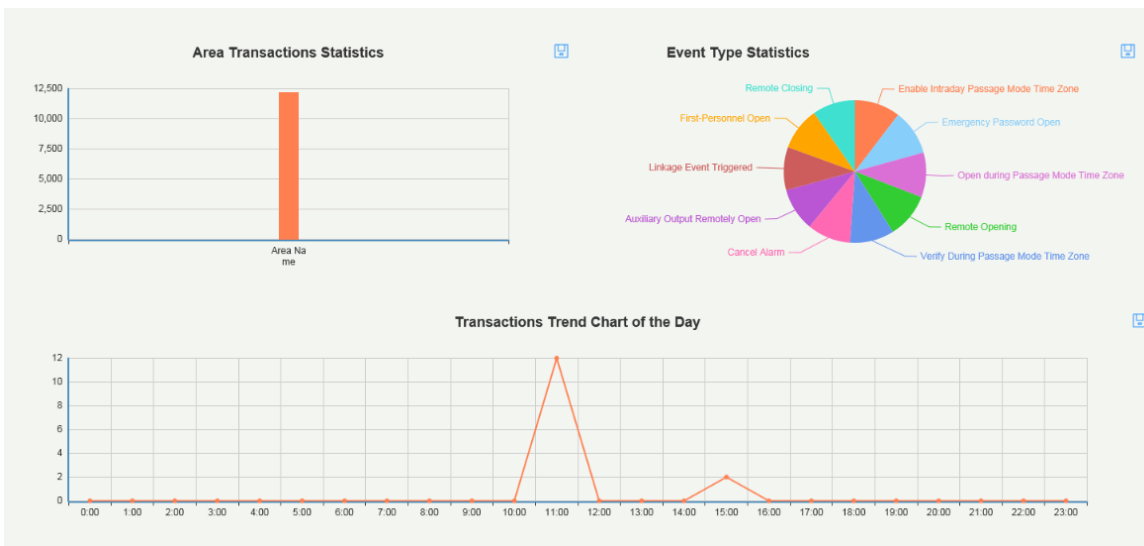 Area Transactions Statistics
12,500
10,000
7,500
5,000
2,500
0
Area Na
me
Event Type Statistics
Remote Closing
Enable Intraday Passage Mode Time Zone
First-Personnel Open
Emergency Password Open
Linkage Event Triggered
Open during Passage Mode Time Zone
Auxiliary Output Remotely Open
Remote Opening
Cancel Alarm
Verify During Passage Mode Time Zone
Transactions Trend Chart of the Day
12
10
8
6
4
2
0
0:00 1:00 2:00 3:00 4:00 5:00 6:00 7:00 8:00 9:00 10:00 11:00 12:00 13:00 14:00 15:00 16:00 17:00 18:00 19:00 20:00 21:00 22:00 23:00